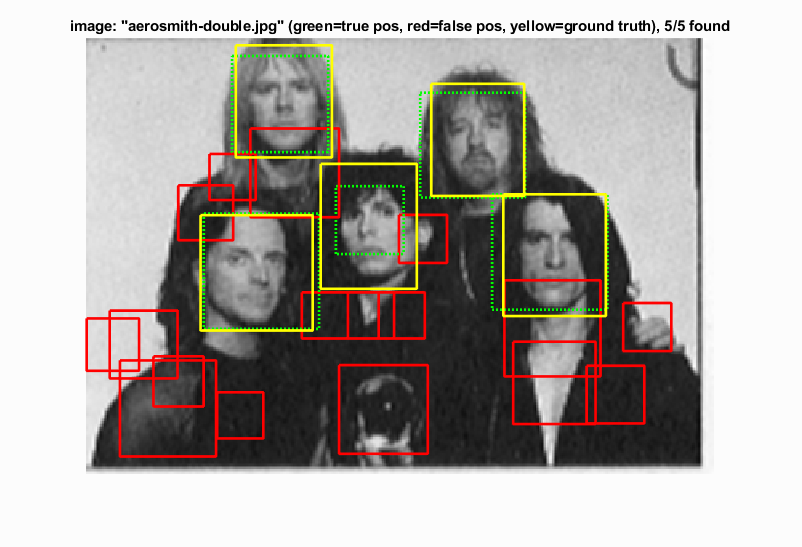 image: "aerosmith-double.jpg" (green=true pos, red=false pos, yellow=ground truth), 5/5 found